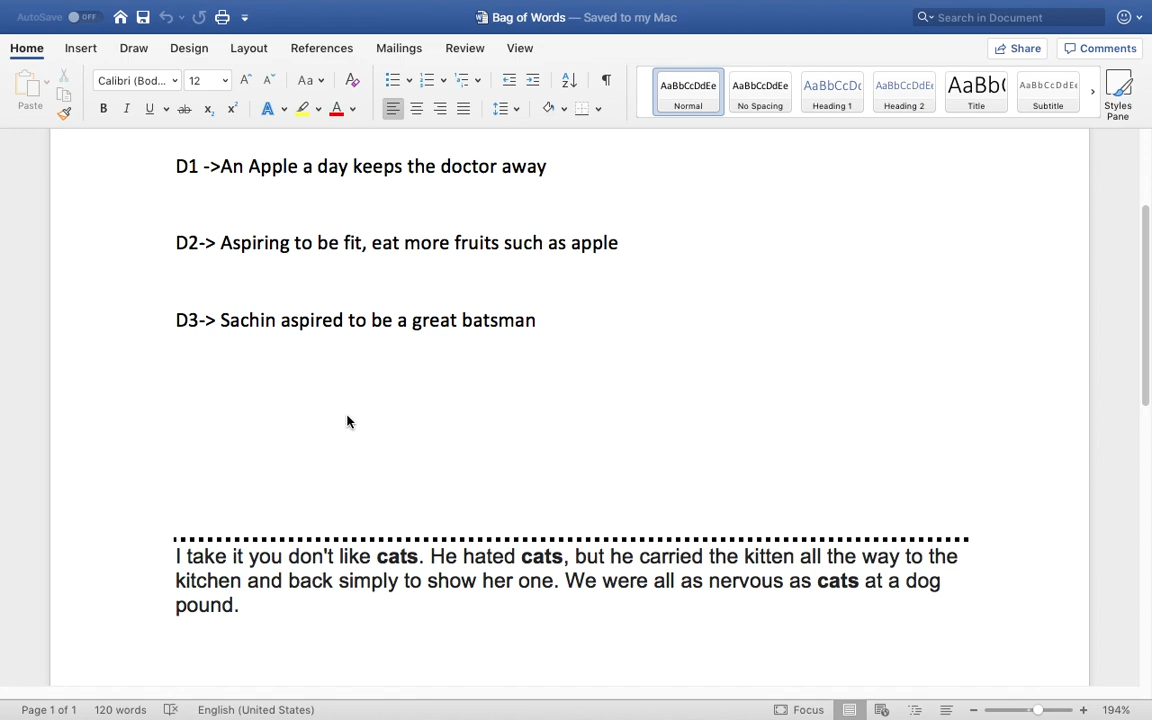 AutoSave OFF
Bag of Words — Saved to my Mac
Search in Document
Home Insert Draw Design Layout References Mailings Review View
Share Comments
Paste
Calibri (Bod... 12
AaBbCcDdEe AaBbCcDdEe AaBbCcDc AaBbCcDdEe AaBb( AaBbCcDdEe
Normal No Spacing Heading 1 Heading 2 Title Subtitle
Styles
Pane
D1 ->An Apple a day keeps the doctor away
D2-> Aspiring to be fit, eat more fruits such as apple
D3-> Sachin aspired to be a great batsman
I take it you don't like cats. He hated cats, but he carried the kitten all the way to the
kitchen and back simply to show her one. We were all as nervous as cats at a dog
pound.
Page 1 of 1 120 words English (United States) Focus 194%